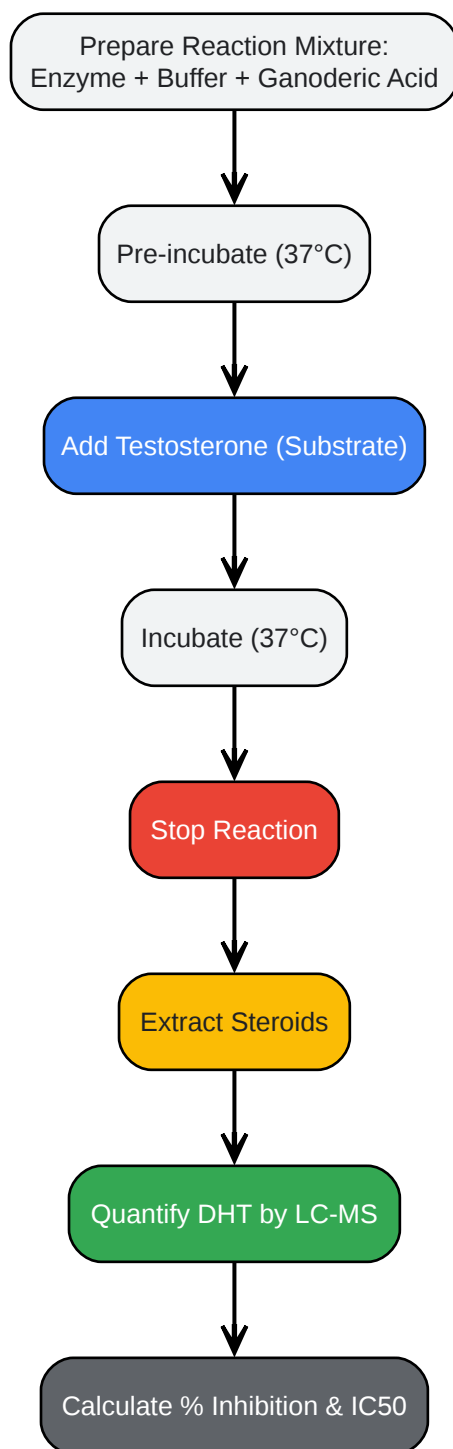 Prepare Reaction Mixture:
Enzyme + Buffer + Ganoderic Acid
Pre-incubate (37°C)
Add Testosterone (Substrate)
Incubate (37°C)
Stop Reaction
Extract Steroids
Quantify DHT by LC-MS
Calculate % Inhibition & IC50